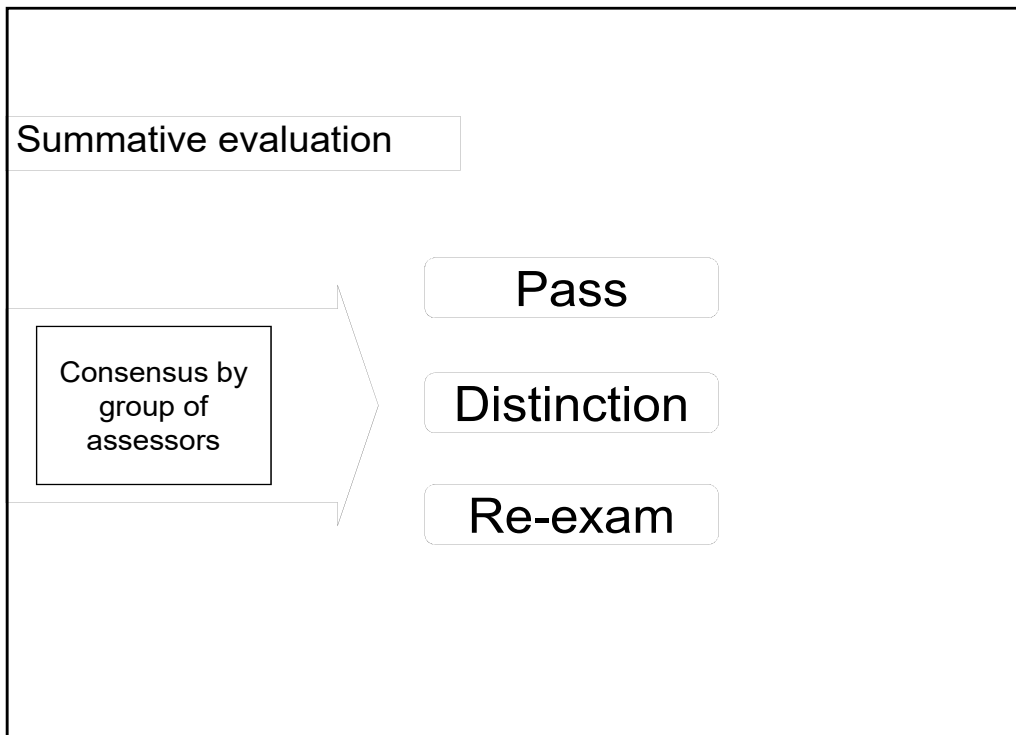 Summative evaluation
Pass
Consensus by
group of
assessors
Distinction
Re-exam